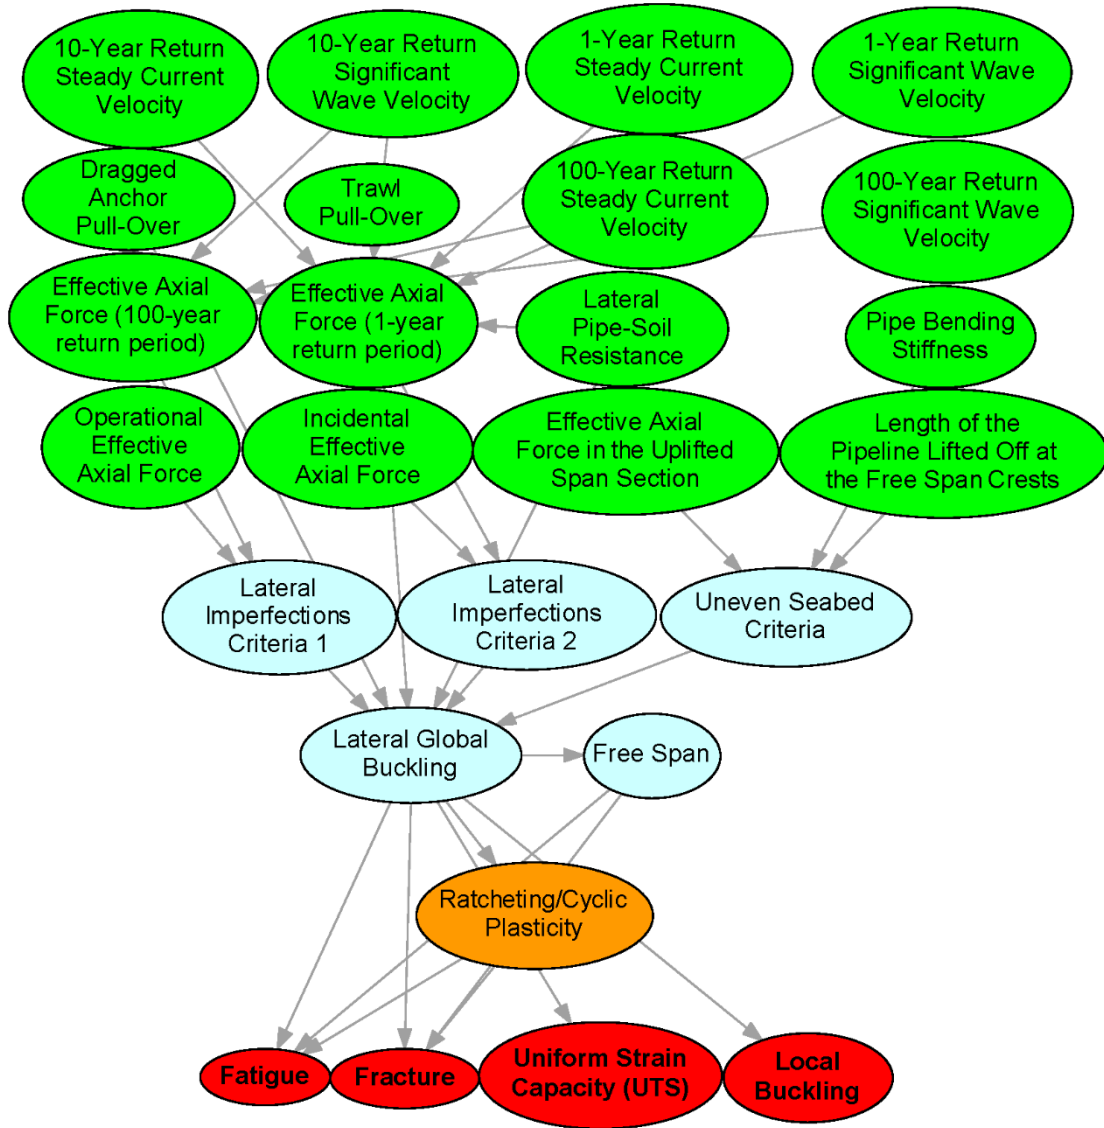 10-Year Return
Steady Current
Velocity
10-Year Return
Significant
Wave Velocity
1-Year Return
Steady Current
Velocity
1-Year Return
Significant Wave
Velocity
Dragged
Anchor
Pull-Over
Trawl
Pull-Over
100-Year Return
Steady Current
Velocity
100-Year Return
Significant Wave
Velocity
Effective Axial
Force (100-year
return period)
Effective Axial
Force (1-year
return period)
Lateral
Pipe-Soil
Resistance
Pipe Bending
Stiffness
Operational
Effective
Axial Force
Incidental
Effective
Axial Force
Effective Axial
Force in the Uplifted
Span Section
Length of the
Pipeline Lifted Off at
the Free Span Crests
Lateral
Imperfections
Criteria 1
Lateral
Imperfections
Criteria 2
Uneven Seabed
Criteria
Lateral Global
Buckling
Free Span
Ratcheting/Cyclic
Plasticity
Fatigue
Fracture
Uniform Strain
Capacity (UTS)
Local
Buckling